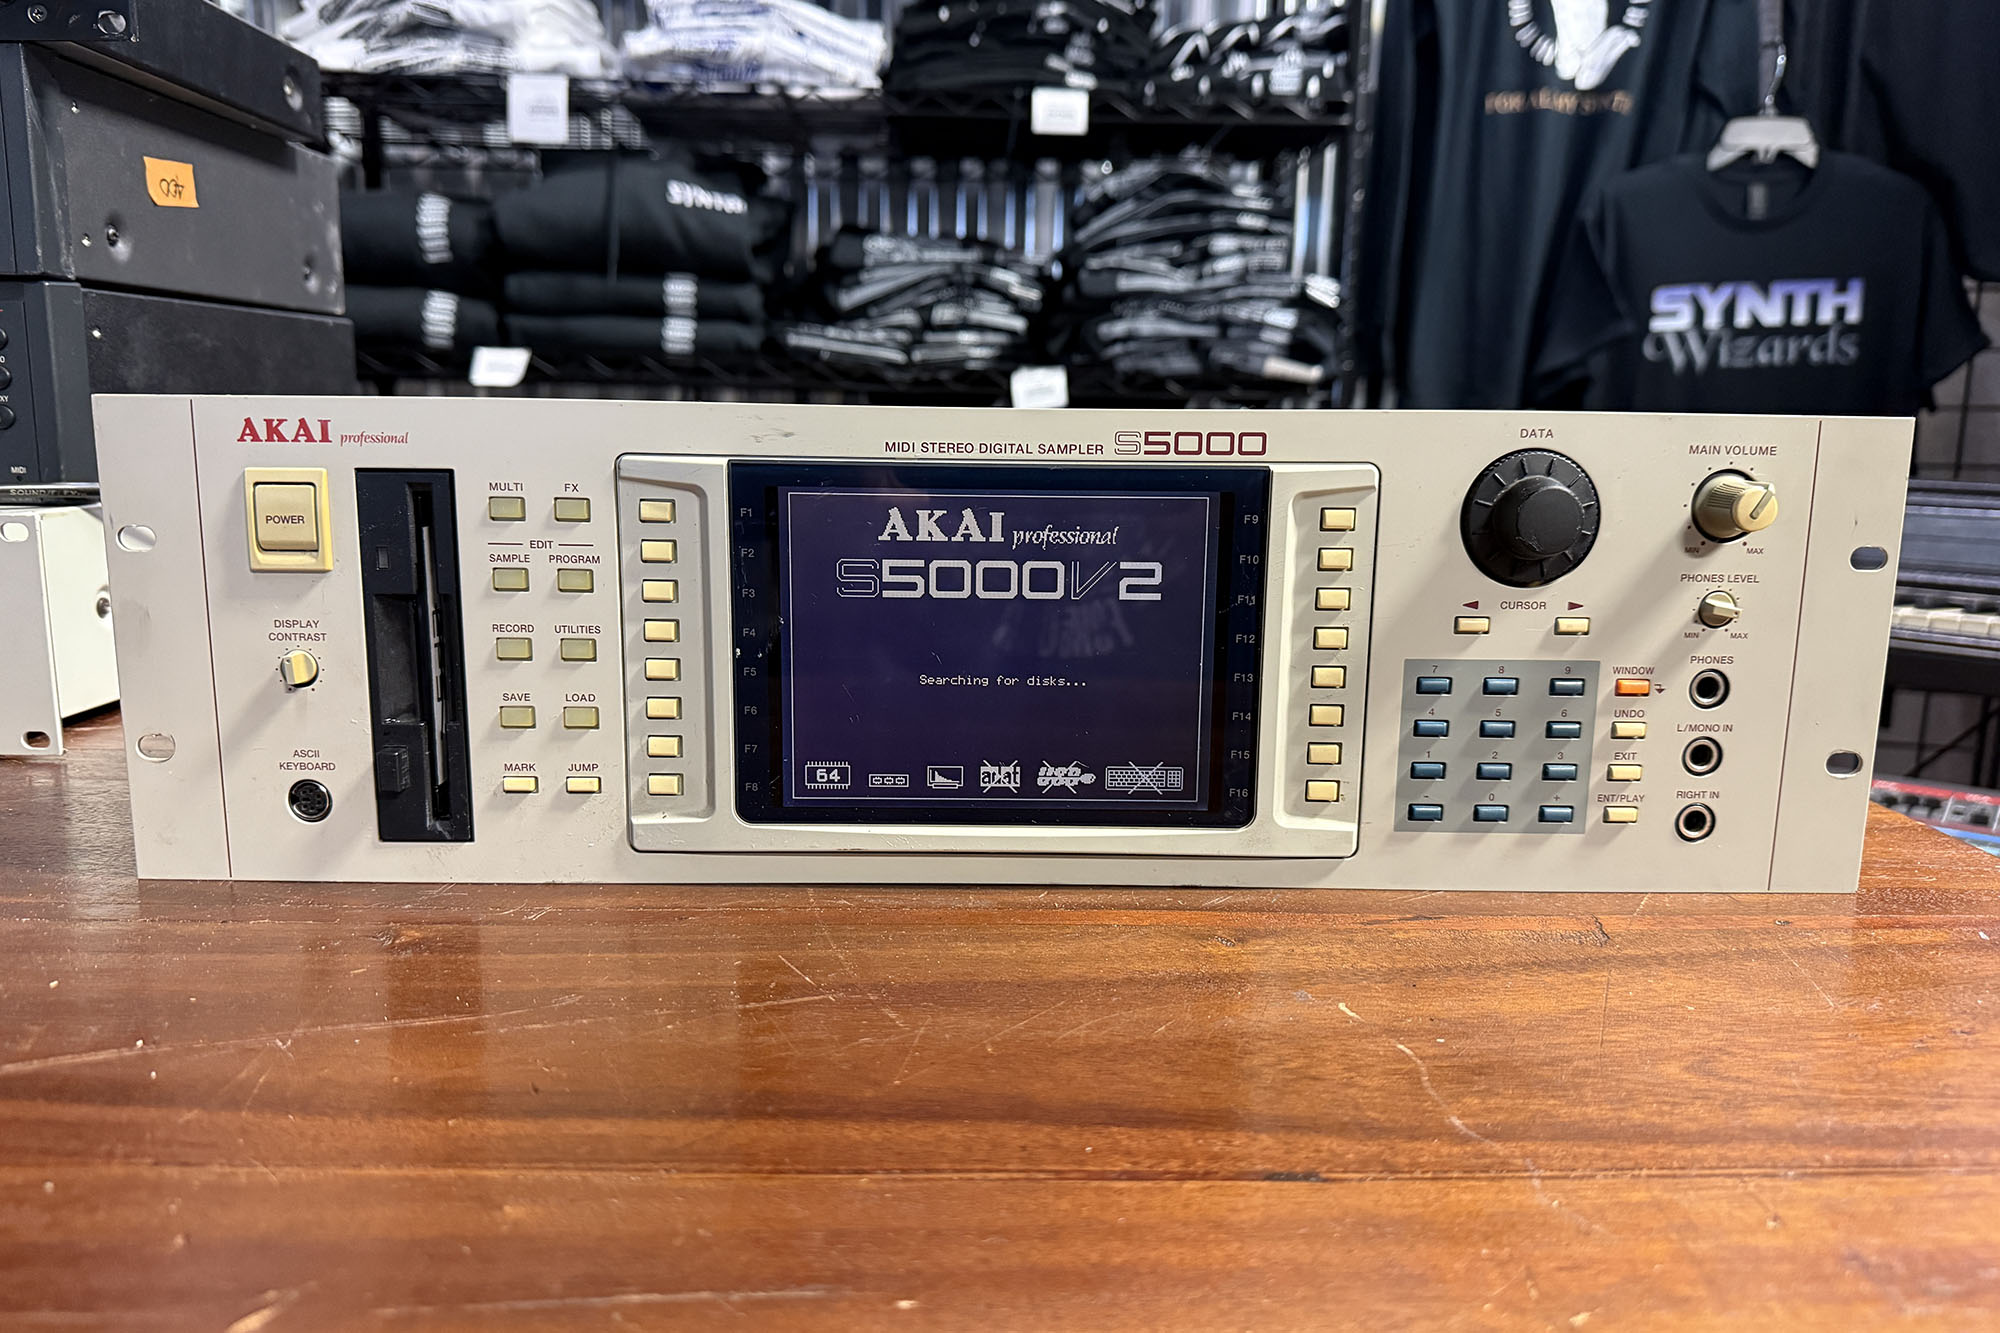 SYNTH
SYNTH
Wizards
400
MIDI
AKAI professional
MIDI STEREO DIGITAL SAMPLER S5000
POWER
DISPLAY
CONTRAST
ASCII
KEYBOARD
MULTI FX
EDIT
SAMPLE PROGRAM
RECORD UTILITIES
SAVE LOAD
MARK JUMP
F1
F2
F3
F4
F5
F6
F7
F8
AKAI professional
S5000V2
Searching for disks...
64
adat
F9
F10
F11
F12
F13
F14
F15
F16
DATA
CURSOR
7 8 9
4 5 6
1 2 3
- 0 +
WINDOW
UNDO
EXIT
ENT/PLAY
MAIN VOLUME
MIN MAX
PHONES LEVEL
MIN MAX
PHONES
L/MONO IN
RIGHT IN